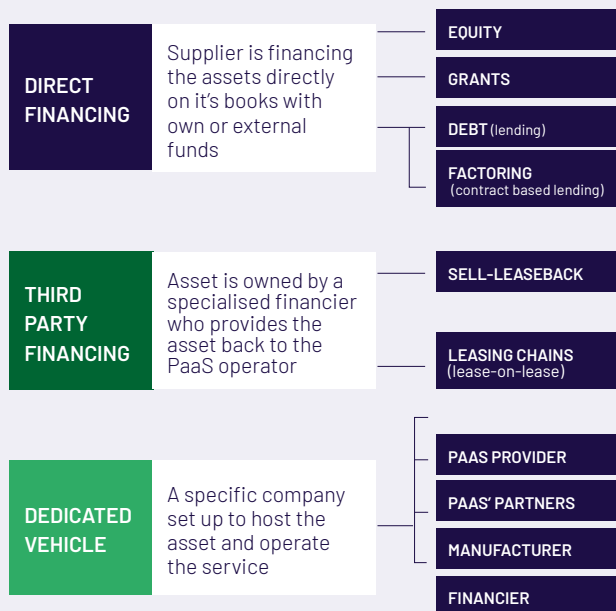 DIRECT
FINANCING
Supplier is financing
the assets directly
on it's books with
own or external
funds
EQUITY
GRANTS
DEBT (lending)
FACTORING
(contract based lending)
THIRD
PARTY
FINANCING
Asset is owned by a
specialised financier
who provides the
asset back to the
PaaS operator
SELL-LEASEBACK
LEASING CHAINS
(lease-on-lease)
DEDICATED
VEHICLE
A specific company
set up to host the
asset and operate
the service
PAAS PROVIDER
PAAS’ PARTNERS
MANUFACTURER
FINANCIER